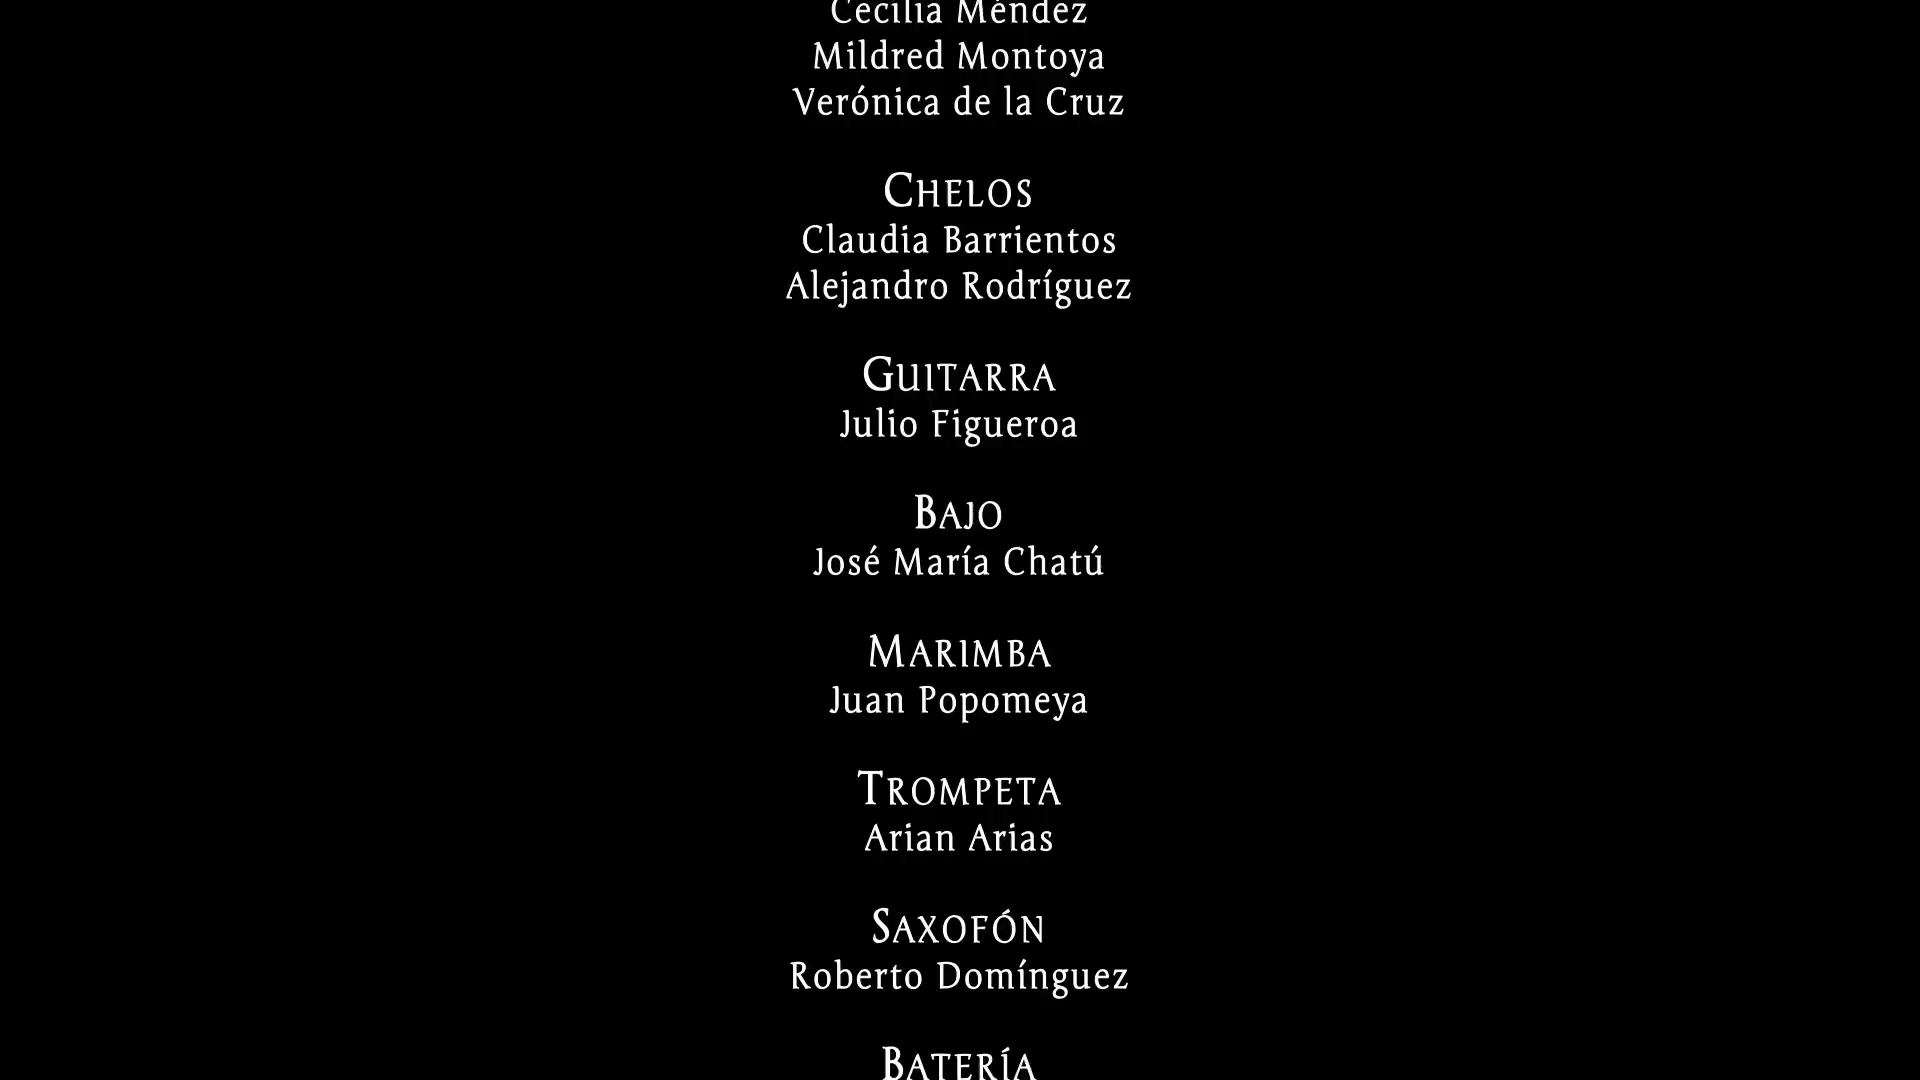 Cecilia Méndez
Mildred Montoya
Verónica de la Cruz
CHELOS
Claudia Barrientos
Alejandro Rodríguez
GUITARRA
Julio Figueroa
BAJO
José María Chatú
MARIMBA
Juan Popomeya
TROMPETA
Arian Arias
SAXOFÓN
Roberto Domínguez
BATERÍA